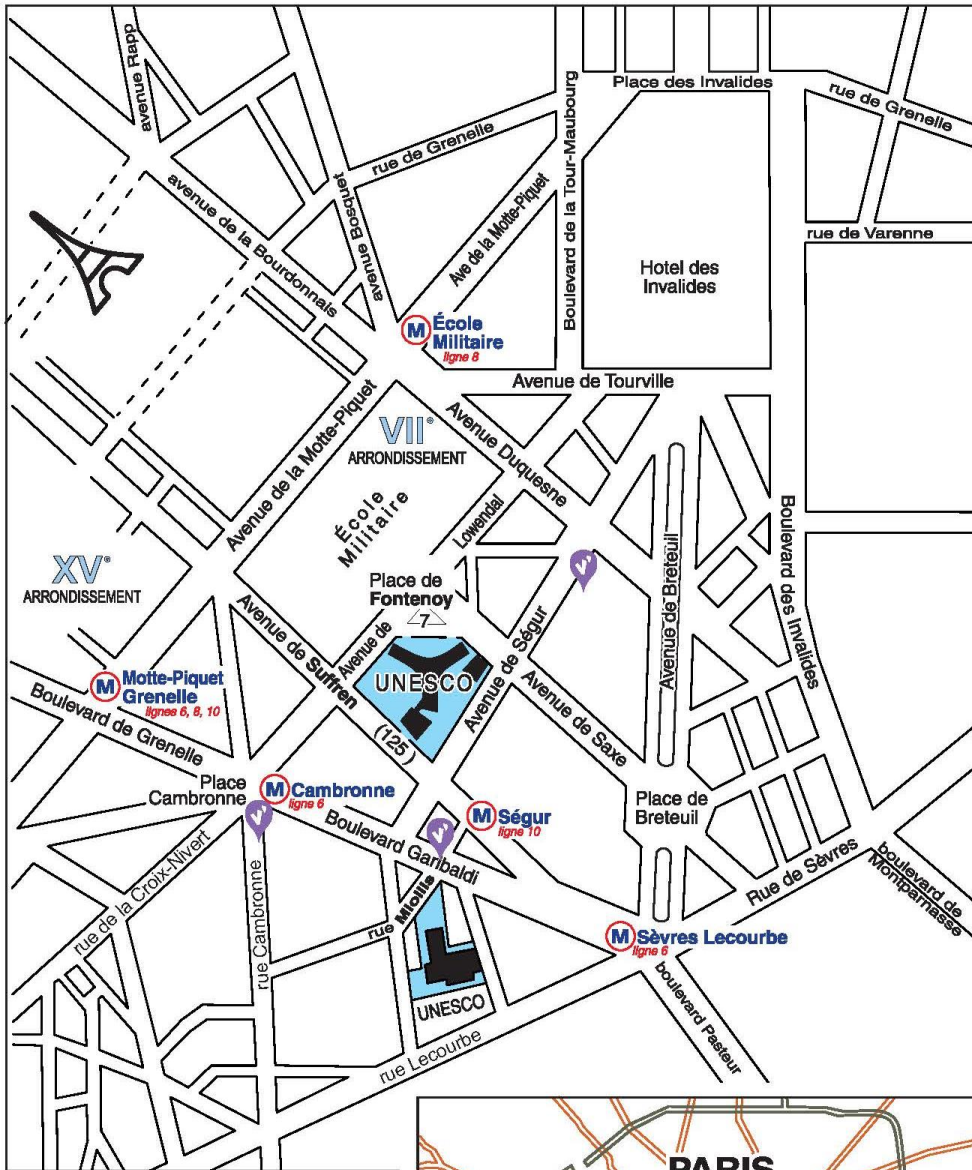 avenue Rapp
Place des Invalides
rue de Grenelle
rue de Grenelle
Boulevard de la Tour-Maubourg
avenue de la Bourdonnais
avenue Bosquet
Ave de la Motte-Piquet
rue de Varenne
Hotel des
Invalides
M École
Militaire
ligne 8
Avenue de Tourville
Avenue de la Motte-Piquet
VIIe
ARRONDISSEMENT
Avenue Duquesne
École
Militaire
Lowendal
XVe
ARRONDISSEMENT
Place de
Fontenoy
7
V'
Avenue de Breteuil
Boulevard des Invalides
Avenue de Suffren
(125)
Avenue de
UNESCO
Avenue de Ségur
Avenue de Saxe
M Motte-Piquet
Grenelle
lignes 6, 8, 10
Boulevard de Grenelle
Place
Cambronne
M Cambronne
ligne 6
V'
Boulevard Garibaldi
V'
M Ségur
ligne 10
Place de
Breteuil
rue de la Croix-Nivert
rue Cambronne
rue Miollis
UNESCO
M Sèvres Lecourbe
ligne 6
Rue de Sèvres
boulevard de
Montparnasse
boulevard Pasteur
rue Lecourbe
PARIS